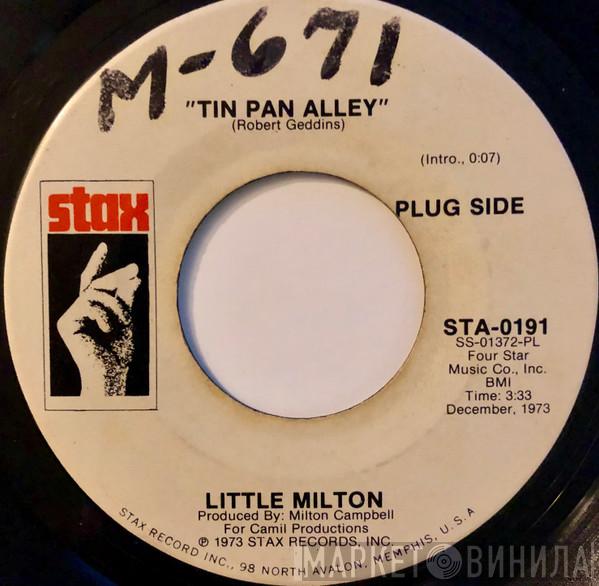 M-671
"TIN PAN ALLEY"
(Robert Geddins)
(Intro., 0:07)
PLUG SIDE
stax
STA-0191
SS-01372-PL
Four Star
Music Co., Inc.
BMI
Time: 3:33
December, 1973
LITTLE MILTON
Produced By: Milton Campbell
For Camil Productions
℗ 1973 STAX RECORDS, INC.
STAX RECORD INC., 98 NORTH AVALON, MEMPHIS, U.S.A
МАРКЕТ ВИНИЛА